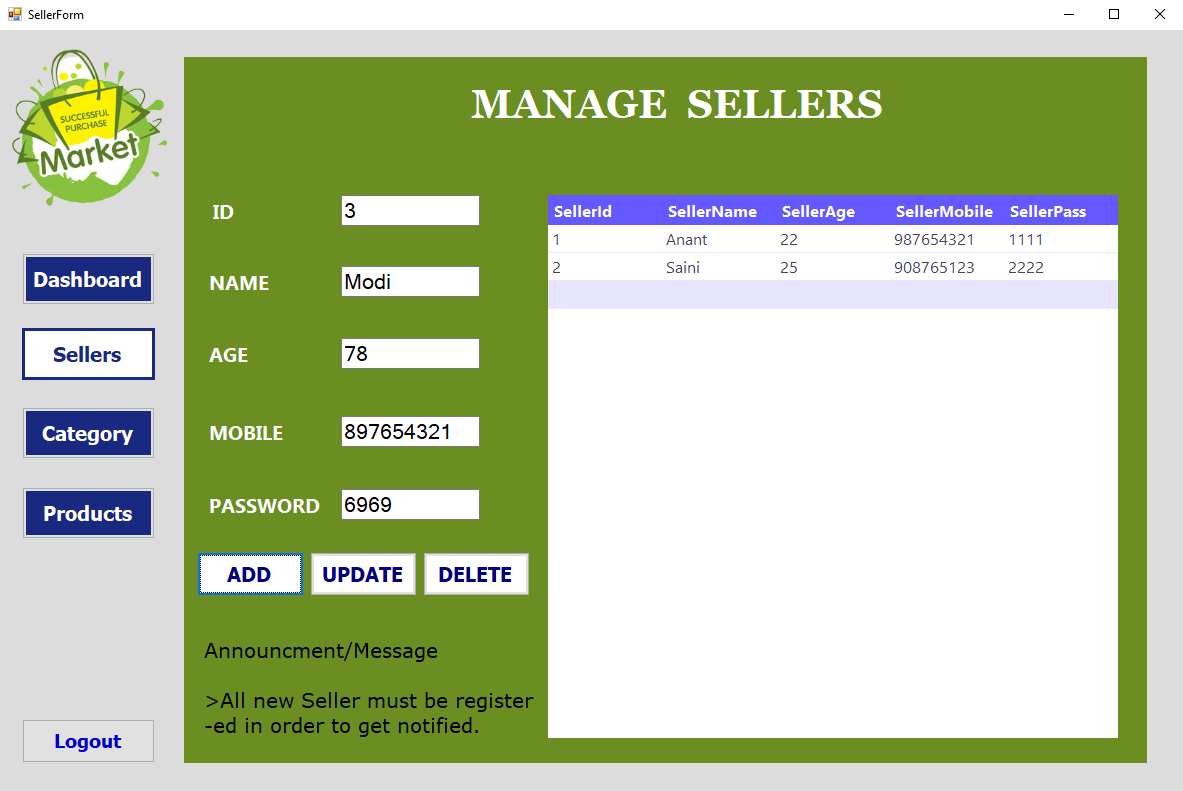 SellerForm
SUCCESSFUL
PURCHASE
Market
MANAGE SELLERS
Dashboard
Sellers
Category
Products
Logout
ID 3
NAME Modi
AGE 78
MOBILE 897654321
PASSWORD 6969
ADD UPDATE DELETE
Announcment/Message
>All new Seller must be register
-ed in order to get notified.
SellerId SellerName SellerAge SellerMobile SellerPass
1 Anant 22 987654321 1111
2 Saini 25 908765123 2222